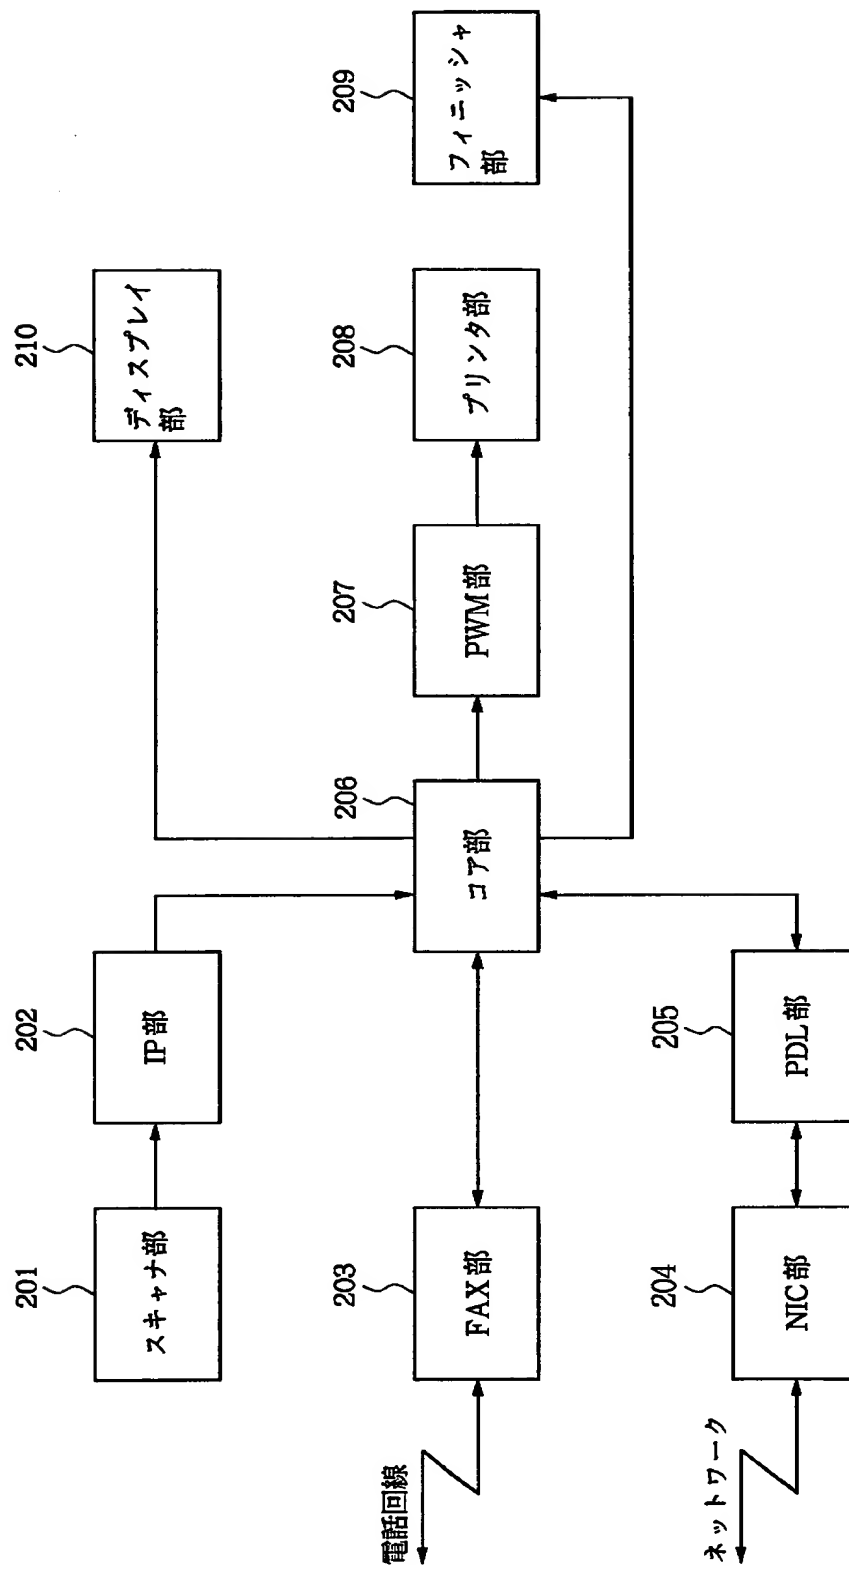 201
スキャナ部
202
IP部
210
ディスプレイ
部
電話回線
203
FAX部
206
コア部
207
PWM部
208
プリンタ部
209
フィニッシャ
部
ネットワーク
204
NIC部
205
PDL部